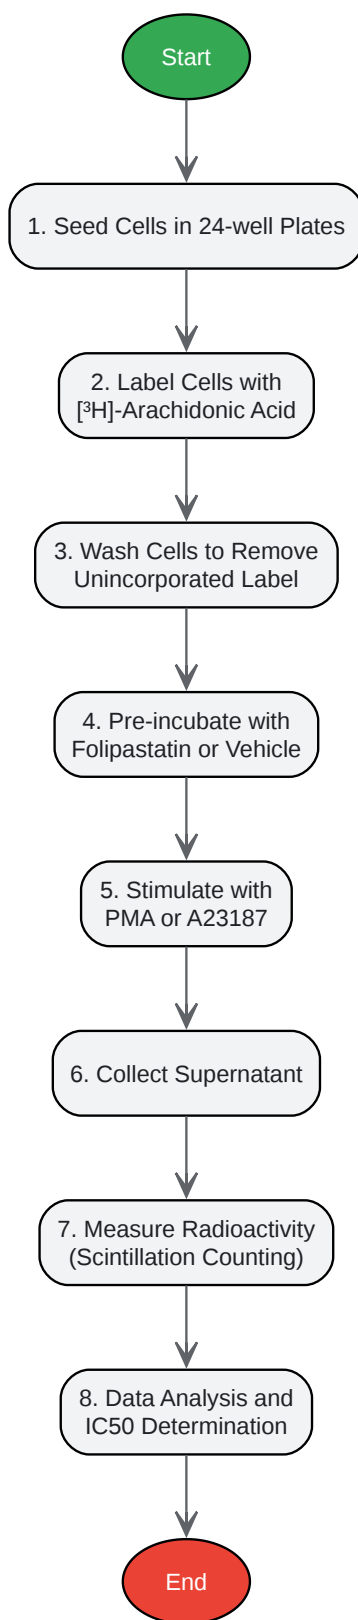 Start
1. Seed Cells in 24-well Plates
2. Label Cells with
[³H]-Arachidonic Acid
3. Wash Cells to Remove
Unincorporated Label
4. Pre-incubate with
Folipastatin or Vehicle
5. Stimulate with
PMA or A23187
6. Collect Supernatant
7. Measure Radioactivity
(Scintillation Counting)
8. Data Analysis and
IC50 Determination
End